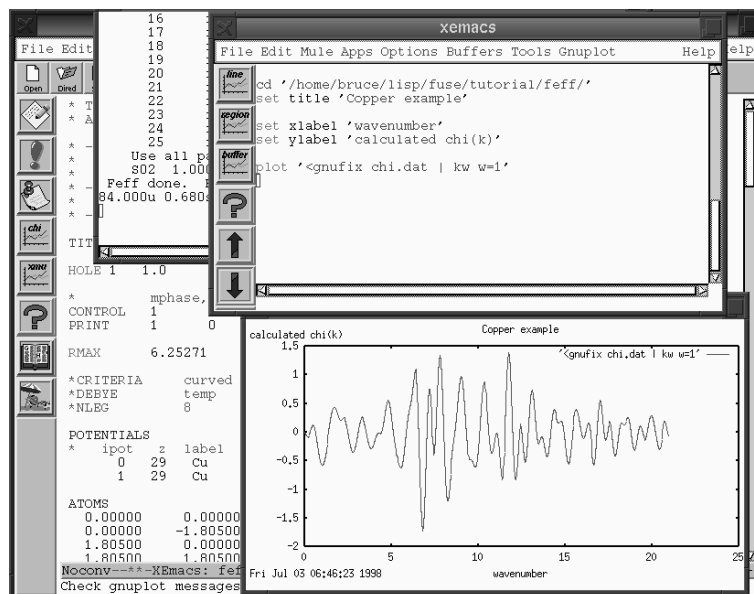 xemacs
File Edit Mule Apps Options Buffers Tools Gnuplot Help
line
region
buffer
cd '/home/bruce/lisp/fuse/tutorial/feff/'
set title 'Copper example'
set xlabel 'wavenumber'
set ylabel 'calculated chi(k)
plot '<gnufix chi.dat | kw w=1'
16
17
18
19
20
21
22
23
24
25
Use all pa
S02 1.000
Feff done.
84.000u 0.680s
File Edit
Help
Open Dired
* T
* A
* -
*
*
* -
* -
chi
xmu
TIT
HOLE 1 1.0
* mphase,
CONTROL 1
PRINT 1 0
RMAX 6.25271
*CRITERIA curved
*DEBYE temp
*NLEG 8
POTENTIALS
* ipot z label
0 29 Cu
1 29 Cu
ATOMS
0.00000 0.00000
0.00000 -1.80500
1.80500 0.00000
1.80500 1.80500
Noconv--**-XEmacs: fef
Check gnuplot messages
Copper example
calculated chi(k)
'<gnufix chi.dat | kw w=1'
1.5
1
0.5
0
-0.5
-1
-1.5
-2
0 5 10 15 20 25
Fri Jul 03 06:46:23 1998
wavenumber